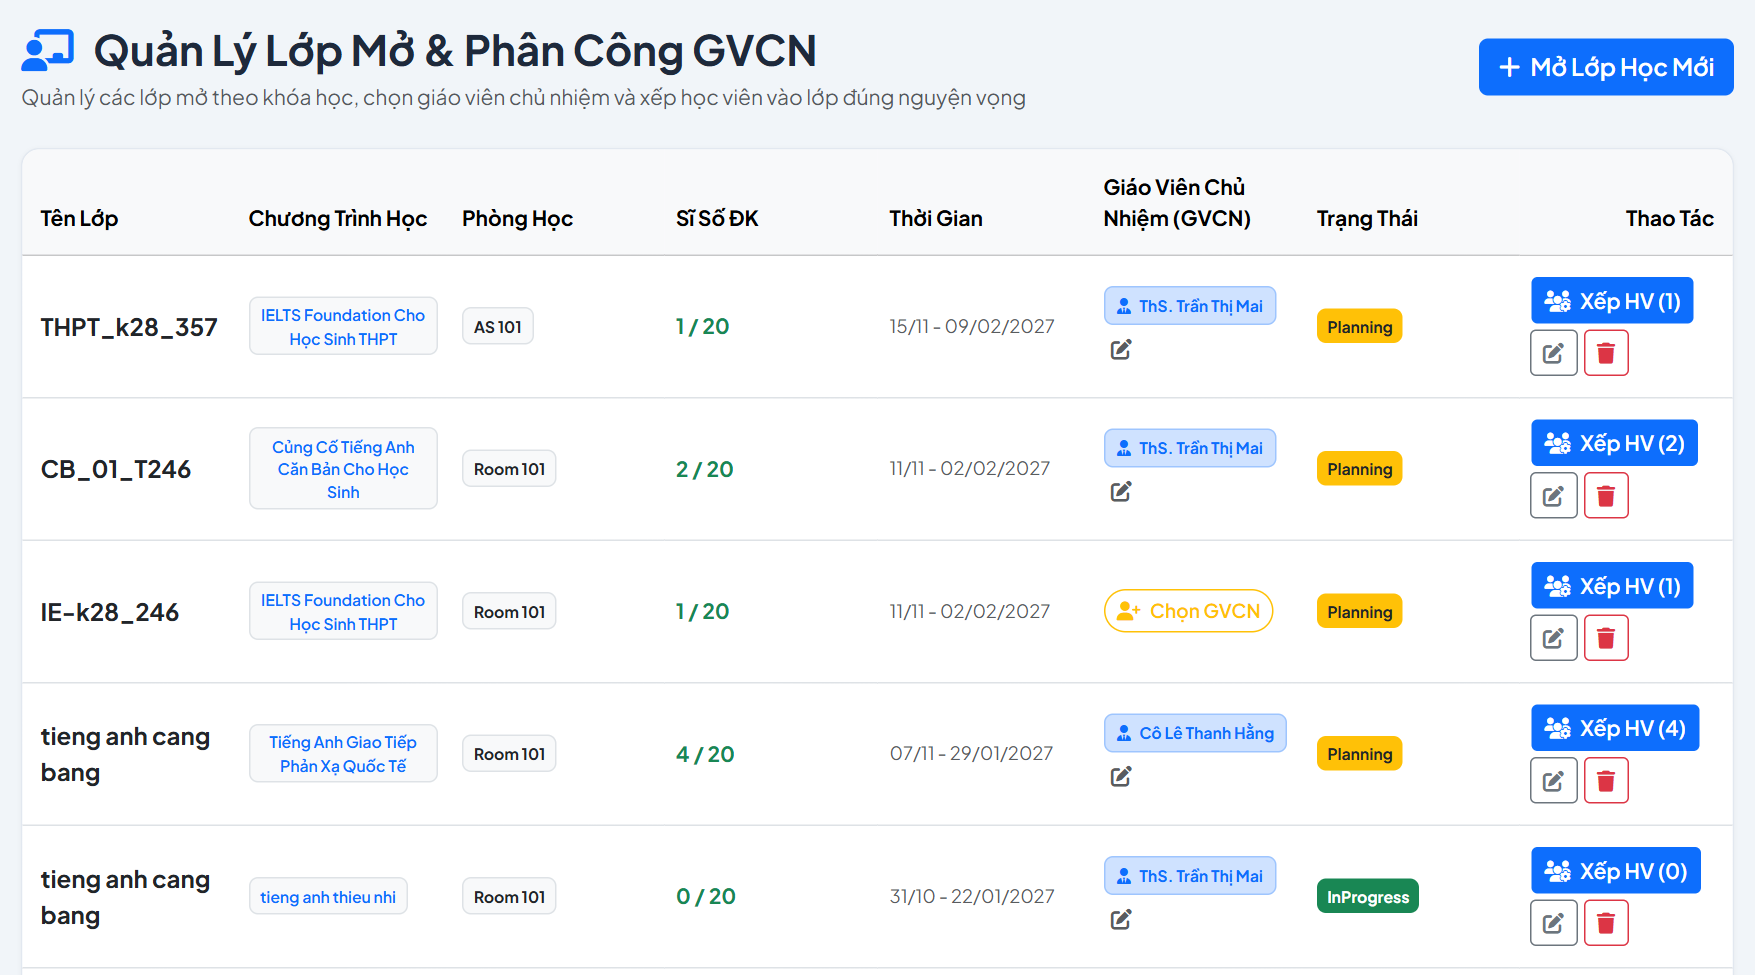 Quản Lý Lớp Mở & Phân Công GVCN
Quản lý các lớp mở theo khóa học, chọn giáo viên chủ nhiệm và xếp học viên vào lớp đúng nguyện vọng
+ Mở Lớp Học Mới
Tên Lớp
Chương Trình Học
Phòng Học
Sĩ Số ĐK
Thời Gian
Giáo Viên Chủ
Nhiệm (GVCN)
Trạng Thái
Thao Tác
THPT_k28_357
IELTS Foundation Cho
Học Sinh THPT
AS 101
1 / 20
15/11 - 09/02/2027
ThS. Trần Thị Mai
Planning
Xếp HV (1)
CB_01_T246
Củng Cố Tiếng Anh
Căn Bản Cho Học
Sinh
Room 101
2 / 20
11/11 - 02/02/2027
ThS. Trần Thị Mai
Planning
Xếp HV (2)
IE-k28_246
IELTS Foundation Cho
Học Sinh THPT
Room 101
1 / 20
11/11 - 02/02/2027
Chọn GVCN
Planning
Xếp HV (1)
tieng anh cang
bang
Tiếng Anh Giao Tiếp
Phản Xạ Quốc Tế
Room 101
4 / 20
07/11 - 29/01/2027
Cô Lê Thanh Hằng
Planning
Xếp HV (4)
tieng anh cang
bang
tieng anh thieu nhi
Room 101
0 / 20
31/10 - 22/01/2027
ThS. Trần Thị Mai
InProgress
Xếp HV (0)